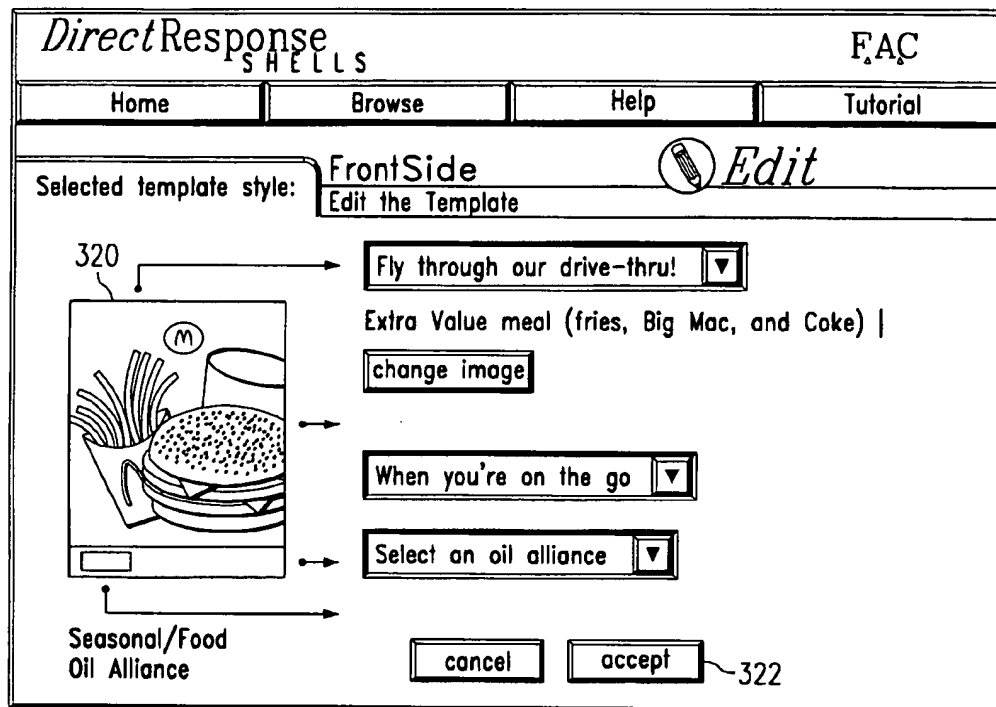 DirectResponse
SHELLS
FAC
Home
Browse
Help
Tutorial
Selected template style:
FrontSide
Edit the Template
Edit
320
Fly through our drive-thru!
Extra Value meal (fries, Big Mac, and Coke) |
change image
M
When you're on the go
Select an oil alliance
Seasonal/Food
Oil Alliance
cancel
accept
322